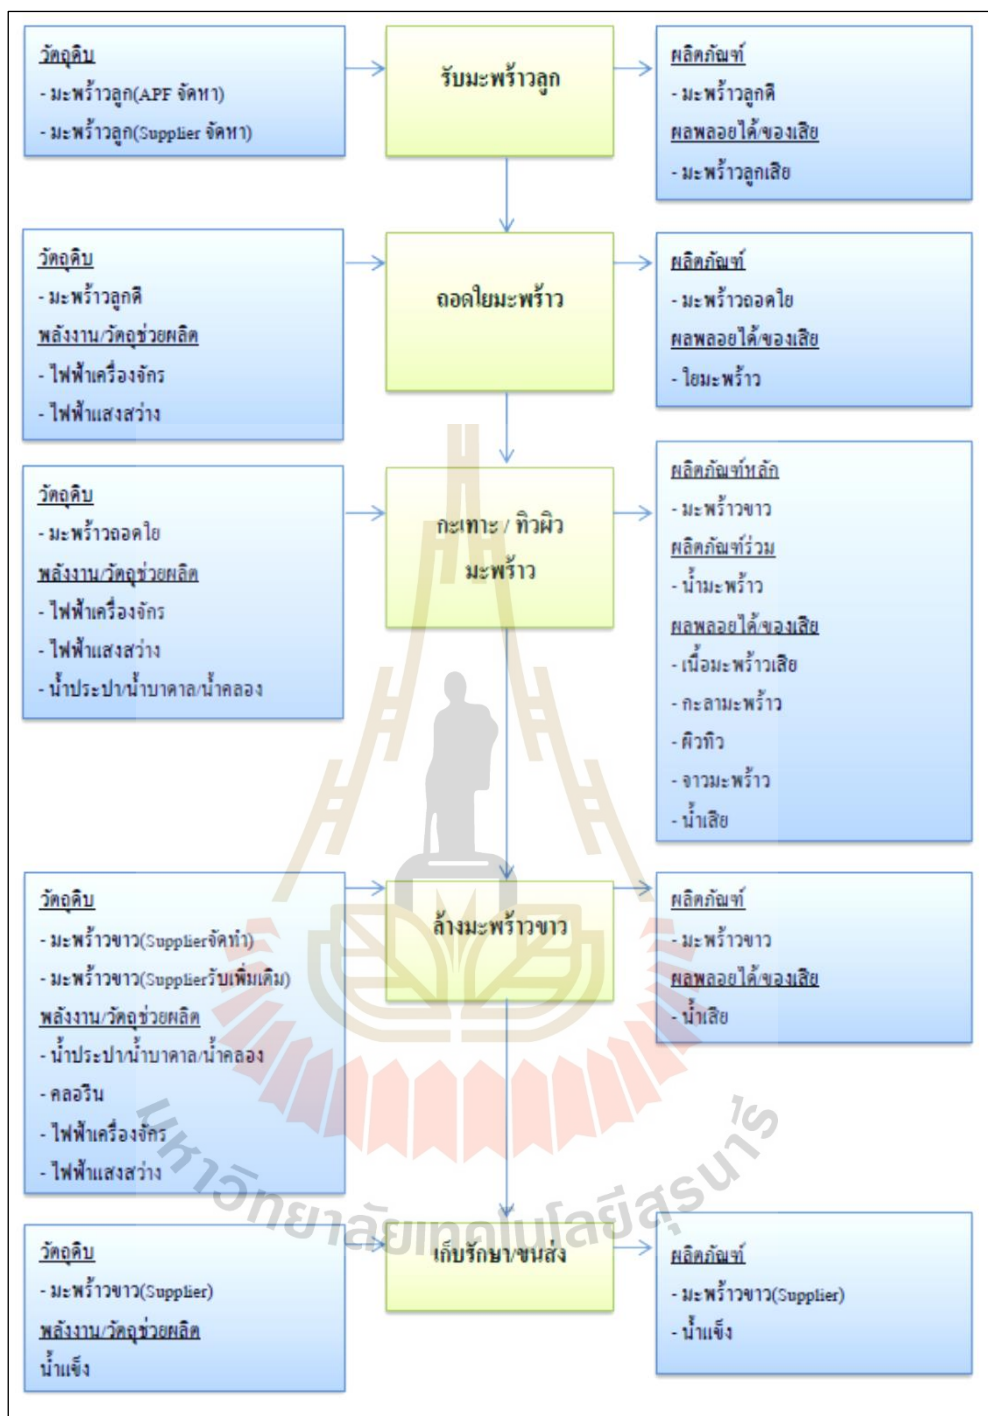 วัตถุดิบ
- มะพร้าวลูก(APF จัดหา)
- มะพร้าวลูก(Supplier จัดหา)
รับมะพร้าวลูก
ผลิตภัณฑ์
- มะพร้าวลูกดี
ผลพลอยได้/ของเสีย
- มะพร้าวลูกเสีย
วัตถุดิบ
- มะพร้าวลูกดี
พลังงาน/วัตถุช่วยผลิต
- ไฟฟ้าเครื่องจักร
- ไฟฟ้าแสงสว่าง
ถอดใยมะพร้าว
ผลิตภัณฑ์
- มะพร้าวถอดใย
ผลพลอยได้/ของเสีย
- ใยมะพร้าว
วัตถุดิบ
- มะพร้าวถอดใย
พลังงาน/วัตถุช่วยผลิต
- ไฟฟ้าเครื่องจักร
- ไฟฟ้าแสงสว่าง
- น้ำประปา/น้ำบาดาล/น้ำคลอง
กะเทาะ / ทิวผิว
มะพร้าว
ผลิตภัณฑ์หลัก
- มะพร้าวขาว
ผลิตภัณฑ์ร่วม
- น้ำมะพร้าว
ผลพลอยได้/ของเสีย
- เนื้อมะพร้าวเสีย
- กะลามะพร้าว
- ผิวทิว
- จาวมะพร้าว
- น้ำเสีย
วัตถุดิบ
- มะพร้าวขาว(Supplierจัดทำ)
- มะพร้าวขาว(Supplierรับเพิ่มเติม)
พลังงาน/วัตถุช่วยผลิต
- น้ำประปา/น้ำบาดาล/น้ำคลอง
- คลอรีน
- ไฟฟ้าเครื่องจักร
- ไฟฟ้าแสงสว่าง
ล้างมะพร้าวขาว
ผลิตภัณฑ์
- มะพร้าวขาว
ผลพลอยได้/ของเสีย
- น้ำเสีย
มหาวิทยาลัยเทคโนโลยีสุรนารี
วัตถุดิบ
- มะพร้าวขาว(Supplier)
พลังงาน/วัตถุช่วยผลิต
น้ำแข็ง
เก็บรักษา/ขนส่ง
ผลิตภัณฑ์
- มะพร้าวขาว(Supplier)
- น้ำแข็ง